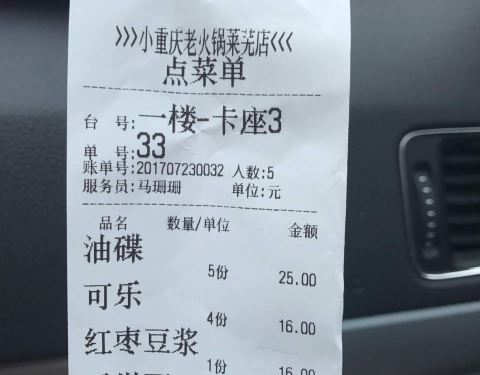 >>>小重庆老火锅莱芜店<<<
点菜单
台 号:一楼-卡座3
单 号:33
账单号:201707230032 人数:5
服务员:马珊珊 单位:元
品名 数量/单位 金额
油碟
5份 25.00
可乐
4份 16.00
红枣豆浆
1份 16.00